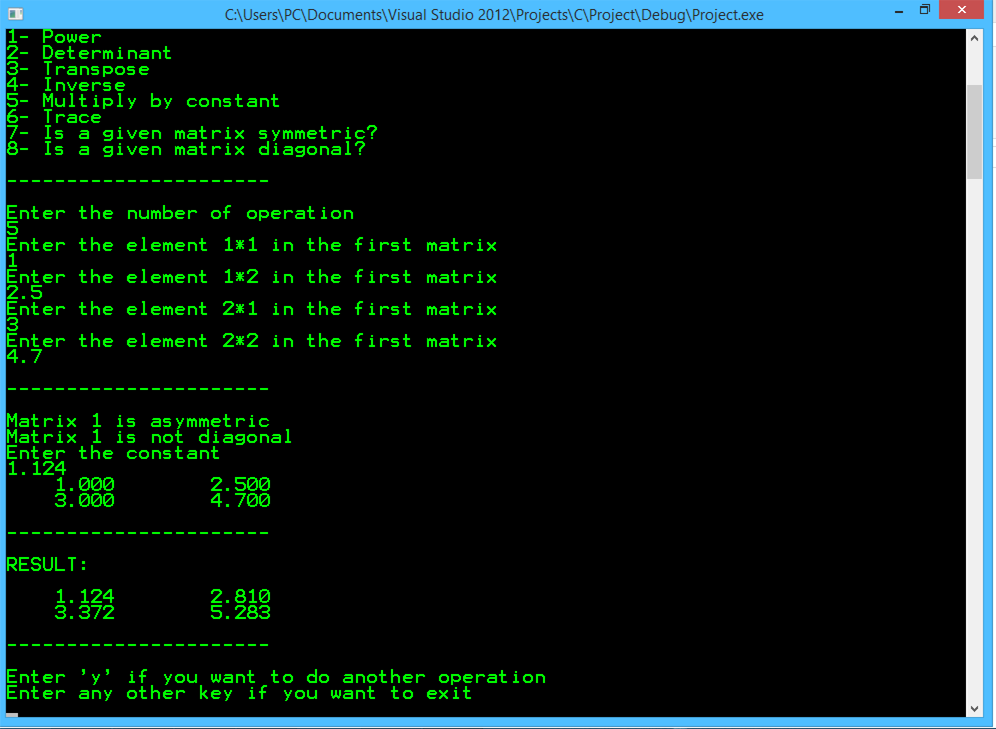 C:\Users\PC\Documents\Visual Studio 2012\Projects\C\Project\Debug\Project.exe
1- Power
2- Determinant
3- Transpose
4- Inverse
5- Multiply by constant
6- Trace
7- Is a given matrix symmetric?
8- Is a given matrix diagonal?
----------------------
Enter the number of operation
5
Enter the element 1*1 in the first matrix
1
Enter the element 1*2 in the first matrix
2.5
Enter the element 2*1 in the first matrix
3
Enter the element 2*2 in the first matrix
4.7
----------------------
Matrix 1 is asymmetric
Matrix 1 is not diagonal
Enter the constant
1.124
1.000 2.500
3.000 4.700
----------------------
RESULT:
1.124 2.810
3.372 5.283
----------------------
Enter 'y' if you want to do another operation
Enter any other key if you want to exit